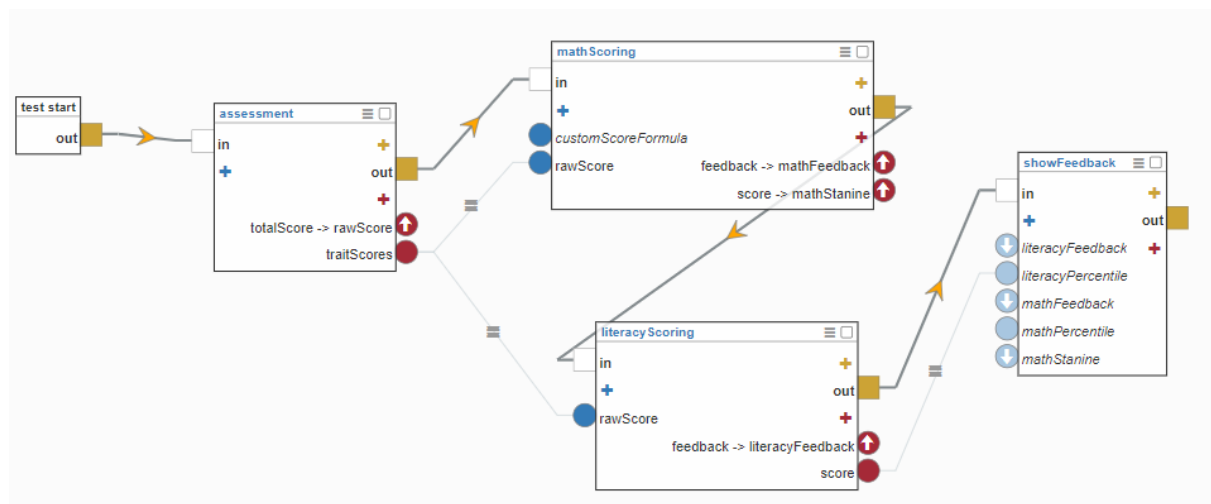 test start
out
assessment
in
out
totalScore -> rawScore
traitScores
mathScoring
in
out
customScoreFormula
rawScore
feedback -> mathFeedback
score -> mathStanine
literacyScoring
in
out
rawScore
feedback -> literacyFeedback
score
showFeedback
in
out
literacyFeedback
literacyPercentile
mathFeedback
mathPercentile
mathStanine